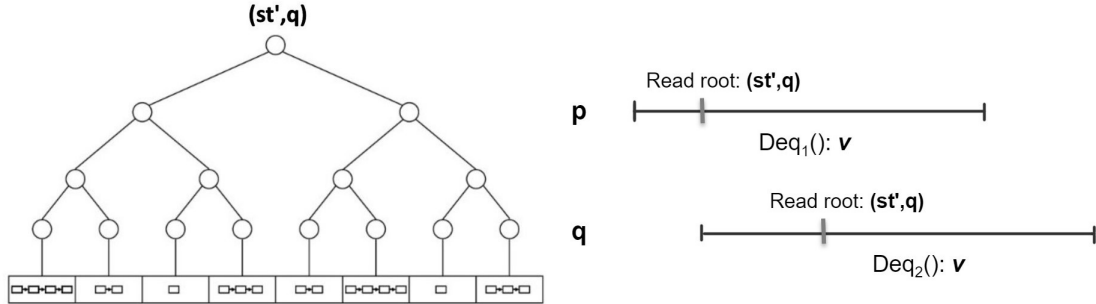 (st',q)
Read root: (st',q)
p
Deq₁(): v
Read root: (st',q)
q
Deq₂(): v